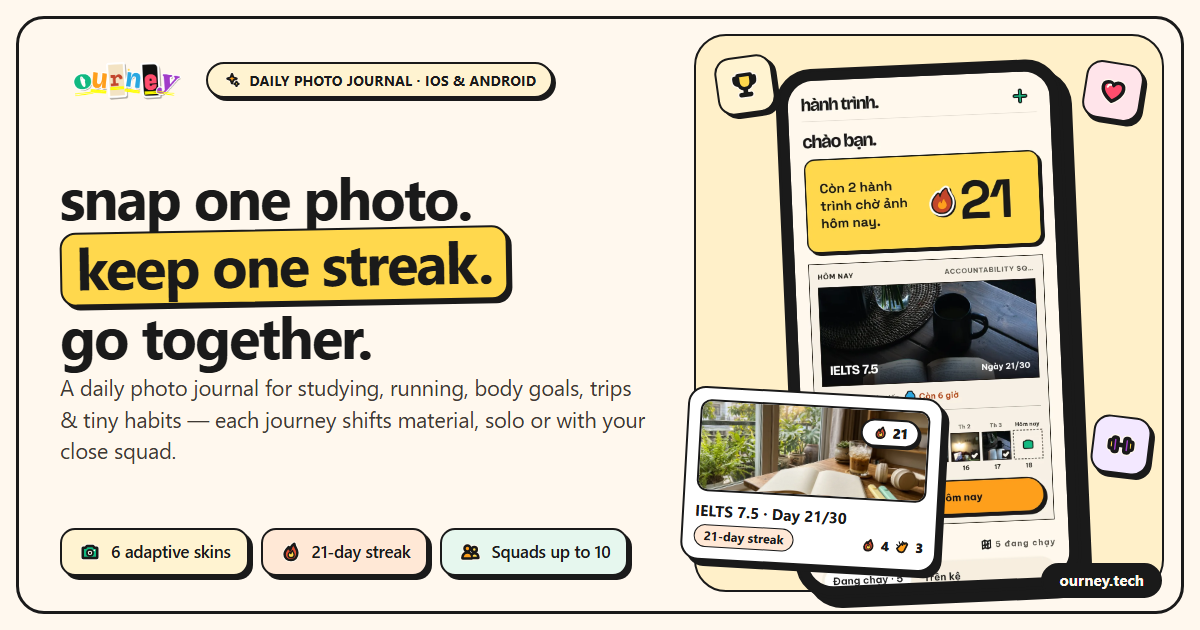 ourney
DAILY PHOTO JOURNAL · IOS & ANDROID
snap one photo.
keep one streak.
go together.
A daily photo journal for studying, running, body goals, trips
& tiny habits — each journey shifts material, solo or with your
close squad.
6 adaptive skins
21-day streak
Squads up to 10
hành trình.
chào bạn.
Còn 2 hành
trình chờ ảnh
hôm nay.
21
HÔM NAY
ACCOUNTABILITY SQ...
IELTS 7.5
Ngày 21/30
Còn 6 giờ
Th 2
Th 3
Hôm nay
16
17
18
ôm nay
5 đang chạy
Đang chạy · 5
Trên kệ
21
IELTS 7.5 · Day 21/30
21-day streak
4
3
ourney.tech